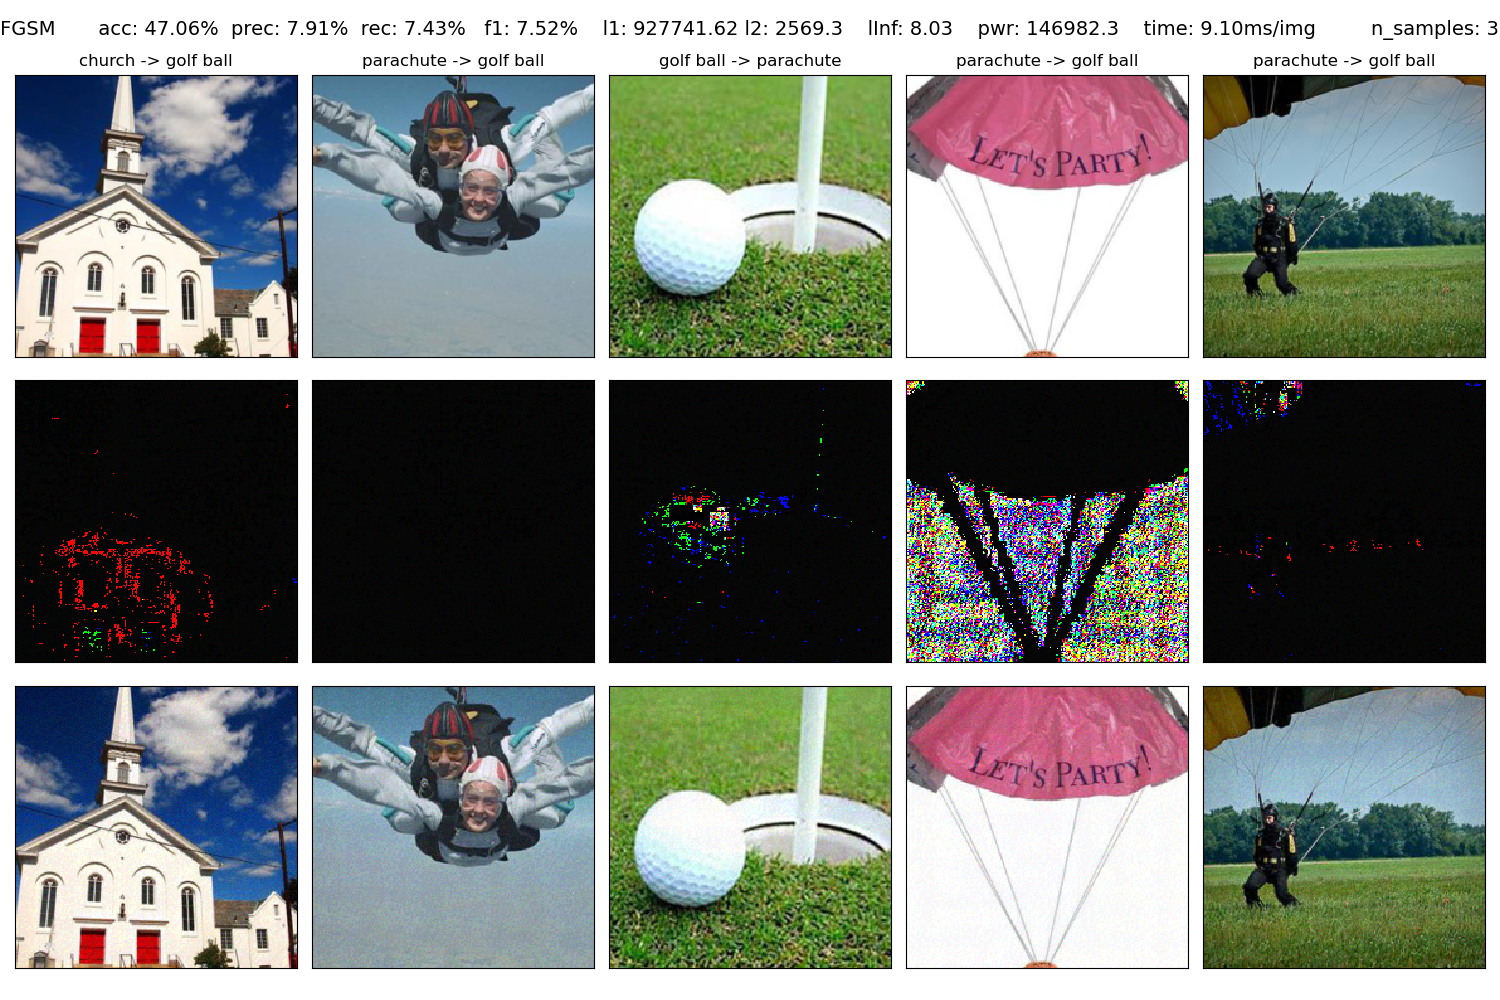 FGSM acc: 47.06% prec: 7.91% rec: 7.43% f1: 7.52% l1: 927741.62 l2: 2569.3 lInf: 8.03 pwr: 146982.3 time: 9.10ms/img n_samples: 3
church -> golf ball
parachute -> golf ball
golf ball -> parachute
parachute -> golf ball
parachute -> golf ball
LET'S PARTY!
LET'S PARTY!